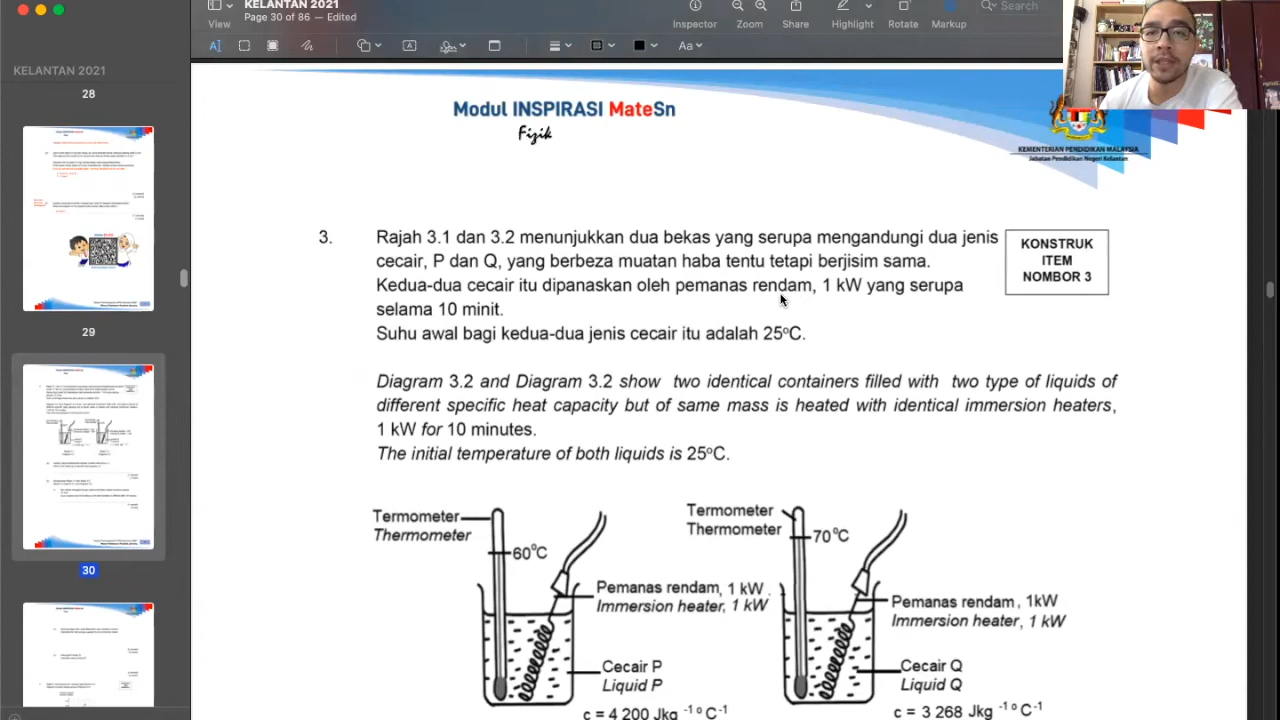 KELANTAN 2021
Page 30 of 86 — Edited
View
Inspector
Zoom
Share
Highlight
Rotate
Markup
Search
Aa
KELANTAN 2021
28
29
30
Modul INSPIRASI MateSn
Fizik
KEMENTERIAN PENDIDIKAN MALAYSIA
Jabatan Pendidikan Negeri Kelantan
3.
Rajah 3.1 dan 3.2 menunjukkan dua bekas yang serupa mengandungi dua jenis
cecair, P dan Q, yang berbeza muatan haba tentu tetapi berjisim sama.
Kedua-dua cecair itu dipanaskan oleh pemanas rendam, 1 kW yang serupa
selama 10 minit.
Suhu awal bagi kedua-dua jenis cecair itu adalah 25°C.
KONSTRUK
ITEM
NOMBOR 3
Diagram 3.2 and Diagram 3.2 show two identical containers filled with two type of liquids of
different specific heat capacity but of same mass is heated with identical immersion heaters,
1 kW for 10 minutes.
The initial temperature of both liquids is 25°C.
Termometer
Thermometer
60°C
Pemanas rendam, 1 kW
Immersion heater, 1 kW
Cecair P
Liquid P
c = 4 200 Jkg⁻¹°C⁻¹
Termometer
Thermometer
70°C
Pemanas rendam, 1kW
Immersion heater, 1 kW
Cecair Q
Liquid Q
c = 3 268 Jkg⁻¹°C⁻¹